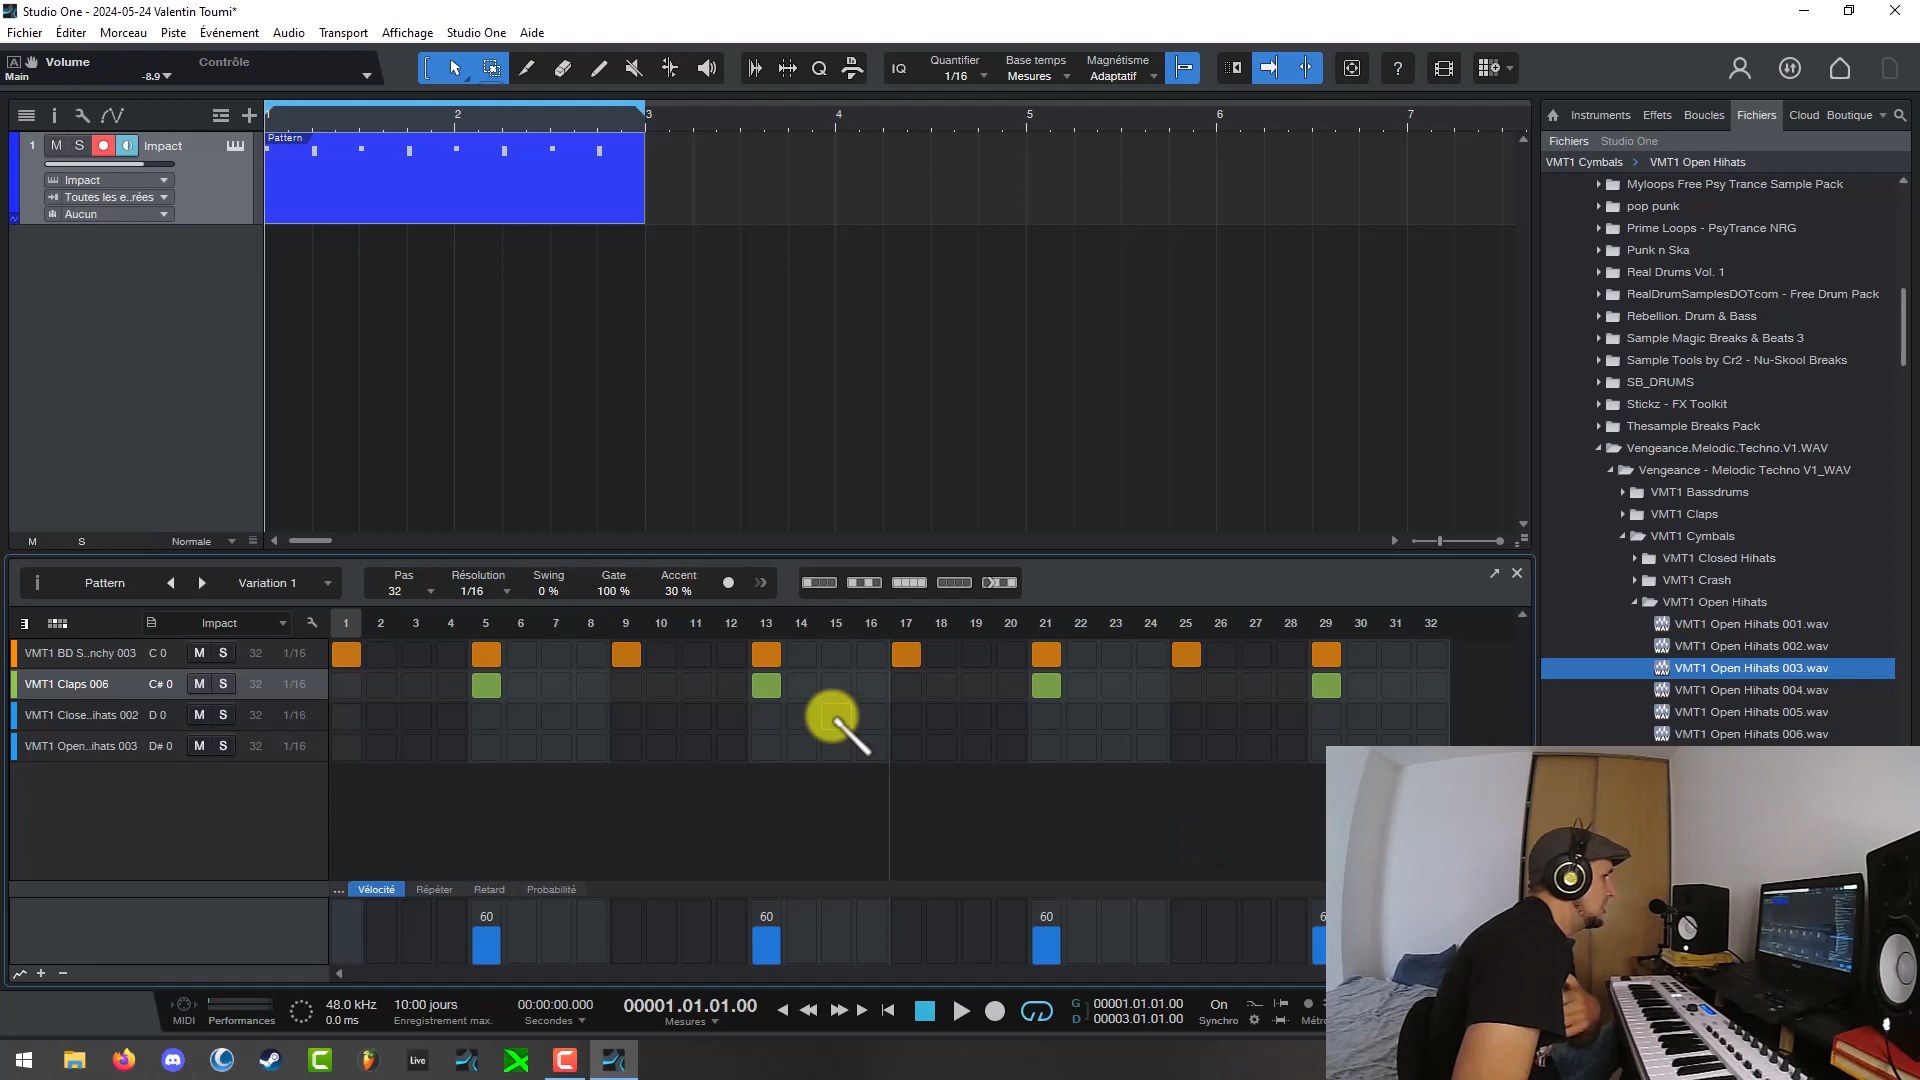 Studio One - 2024-05-24 Valentin Toumi*
Fichier Éditer Morceau Piste Événement Audio Transport Affichage Studio One Aide
A Volume Contrôle
Main -8.9
IQ Quantifier 1/16 Base temps Mesures Magnétisme Adaptatif ?
Instruments Effets Boucles Fichiers Cloud Boutique
Fichiers Studio One
VMT1 Cymbals > VMT1 Open Hihats
1 2 3 4 5 6 7
Pattern
1 M S Impact
Impact
Toutes les e..rées
Aucun
M S Normale
Myloops Free Psy Trance Sample Pack
pop punk
Prime Loops - PsyTrance NRG
Punk n Ska
Real Drums Vol. 1
RealDrumSamplesDOTcom - Free Drum Pack
Rebellion. Drum & Bass
Sample Magic Breaks & Beats 3
Sample Tools by Cr2 - Nu-Skool Breaks
SB_DRUMS
Stickz - FX Toolkit
Thesample Breaks Pack
Vengeance.Melodic.Techno.V1.WAV
Vengeance - Melodic Techno V1_WAV
VMT1 Bassdrums
VMT1 Claps
VMT1 Cymbals
VMT1 Closed Hihats
VMT1 Crash
VMT1 Open Hihats
VMT1 Open Hihats 001.wav
VMT1 Open Hihats 002.wav
VMT1 Open Hihats 003.wav
VMT1 Open Hihats 004.wav
VMT1 Open Hihats 005.wav
VMT1 Open Hihats 006.wav
Pattern Variation 1
Pas 32 Résolution 1/16 Swing 0 % Gate 100 % Accent 30 %
Impact
1 2 3 4 5 6 7 8 9 10 11 12 13 14 15 16 17 18 19 20 21 22 23 24 25 26 27 28 29 30 31 32
VMT1 BD S..nchy 003 C 0 M S 32 1/16
VMT1 Claps 006 C# 0 M S 32 1/16
VMT1 Close..ihats 002 D 0 M S 32 1/16
VMT1 Open..ihats 003 D# 0 M S 32 1/16
... Vélocité Répéter Retard Probabilité
60 60 60
MIDI Performances
48.0 kHz
0.0 ms
10:00 jours
Enregistrement max.
00:00:00.000
Secondes
00001.01.01.00
Mesures
G 00001.01.01.00
D 00003.01.01.00
On
Synchro
Live